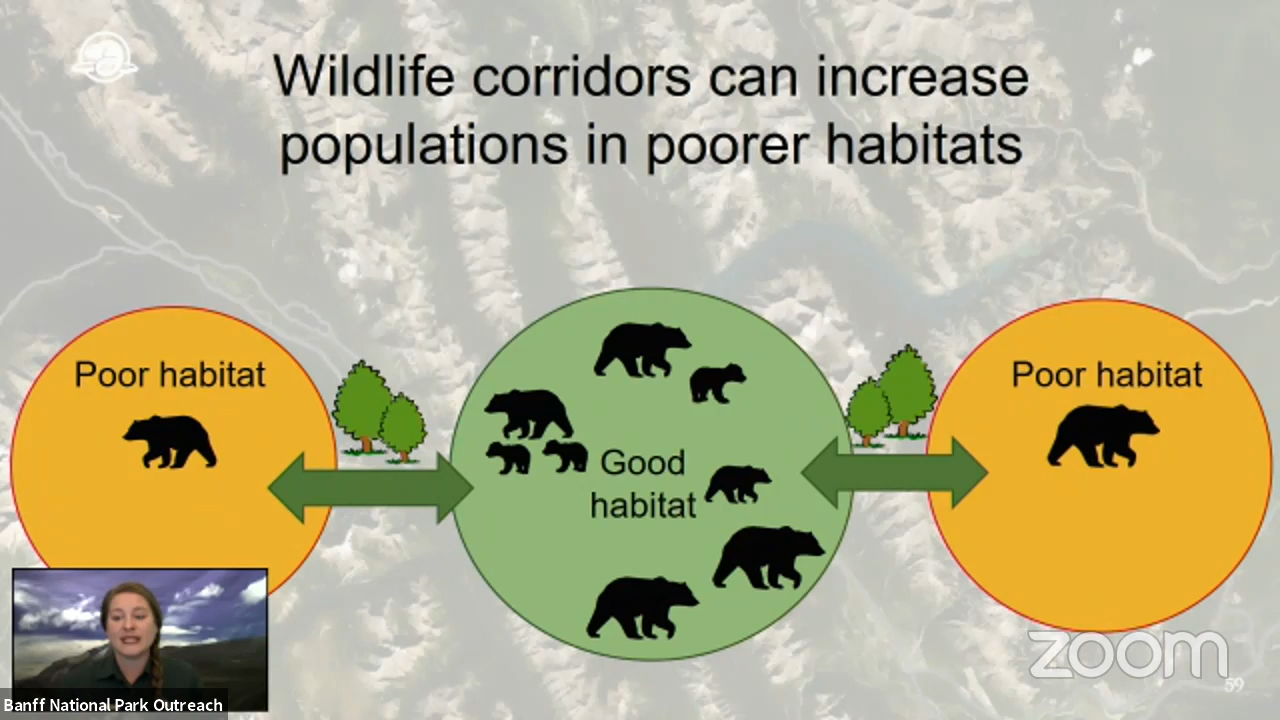 Wildlife corridors can increase
populations in poorer habitats
Poor habitat
Good
habitat
Poor habitat
zoom
59
Banff National Park Outreach